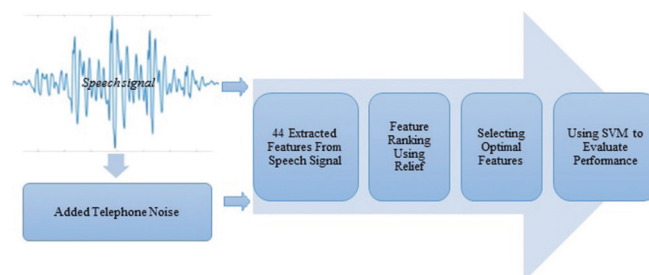 Speech signal
Added Telephone Noise
44 Extracted
Features From
Speech Signal
Feature
Ranking
Using
Relief
Selecting
Optimal
Features
Using SVM to
Evaluate
Performance